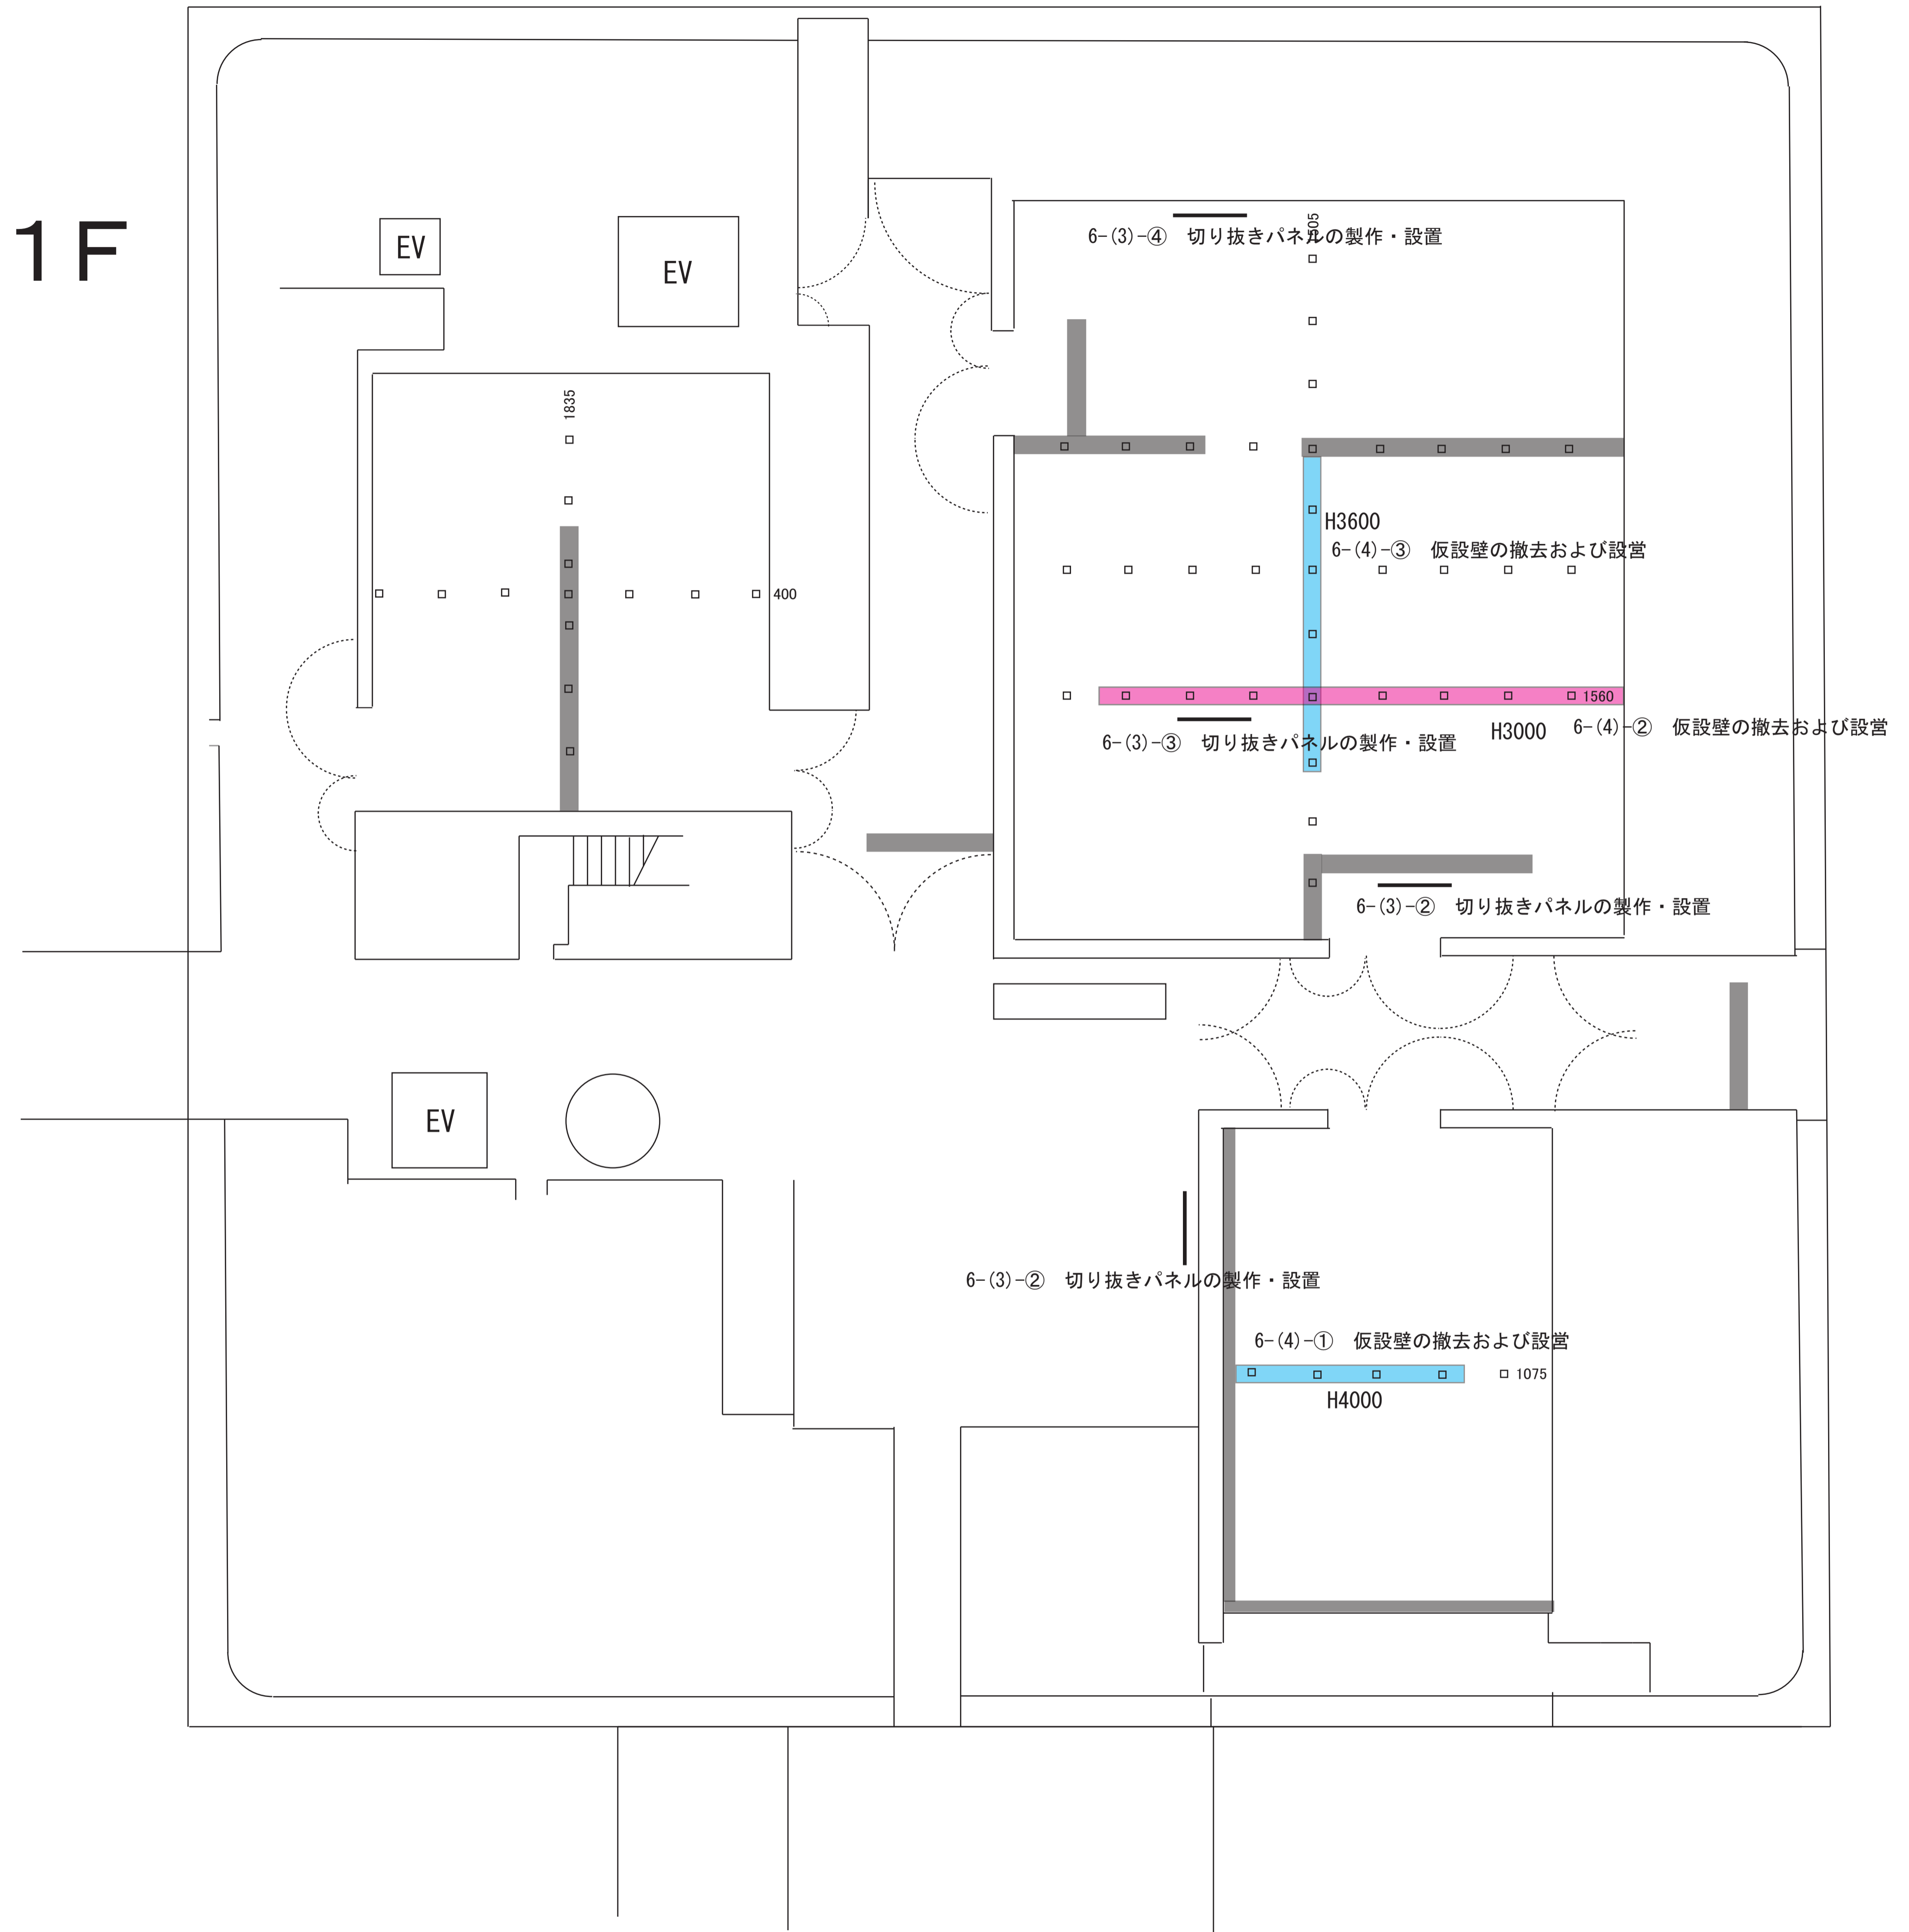 6-(3)-④　切り抜きパネルの製作・設置
1F
EV
EV
1835
H3600
6-(4)-③　仮設壁の撤去および設営
400
1560
6-(4)-②　仮設壁の撤去および設営
H3000
6-(3)-③　切り抜きパネルの製作・設置
6-(3)-②　切り抜きパネルの製作・設置
EV
6-(3)-②　切り抜きパネルの製作・設置
6-(4)-①　仮設壁の撤去および設営
1075
H4000